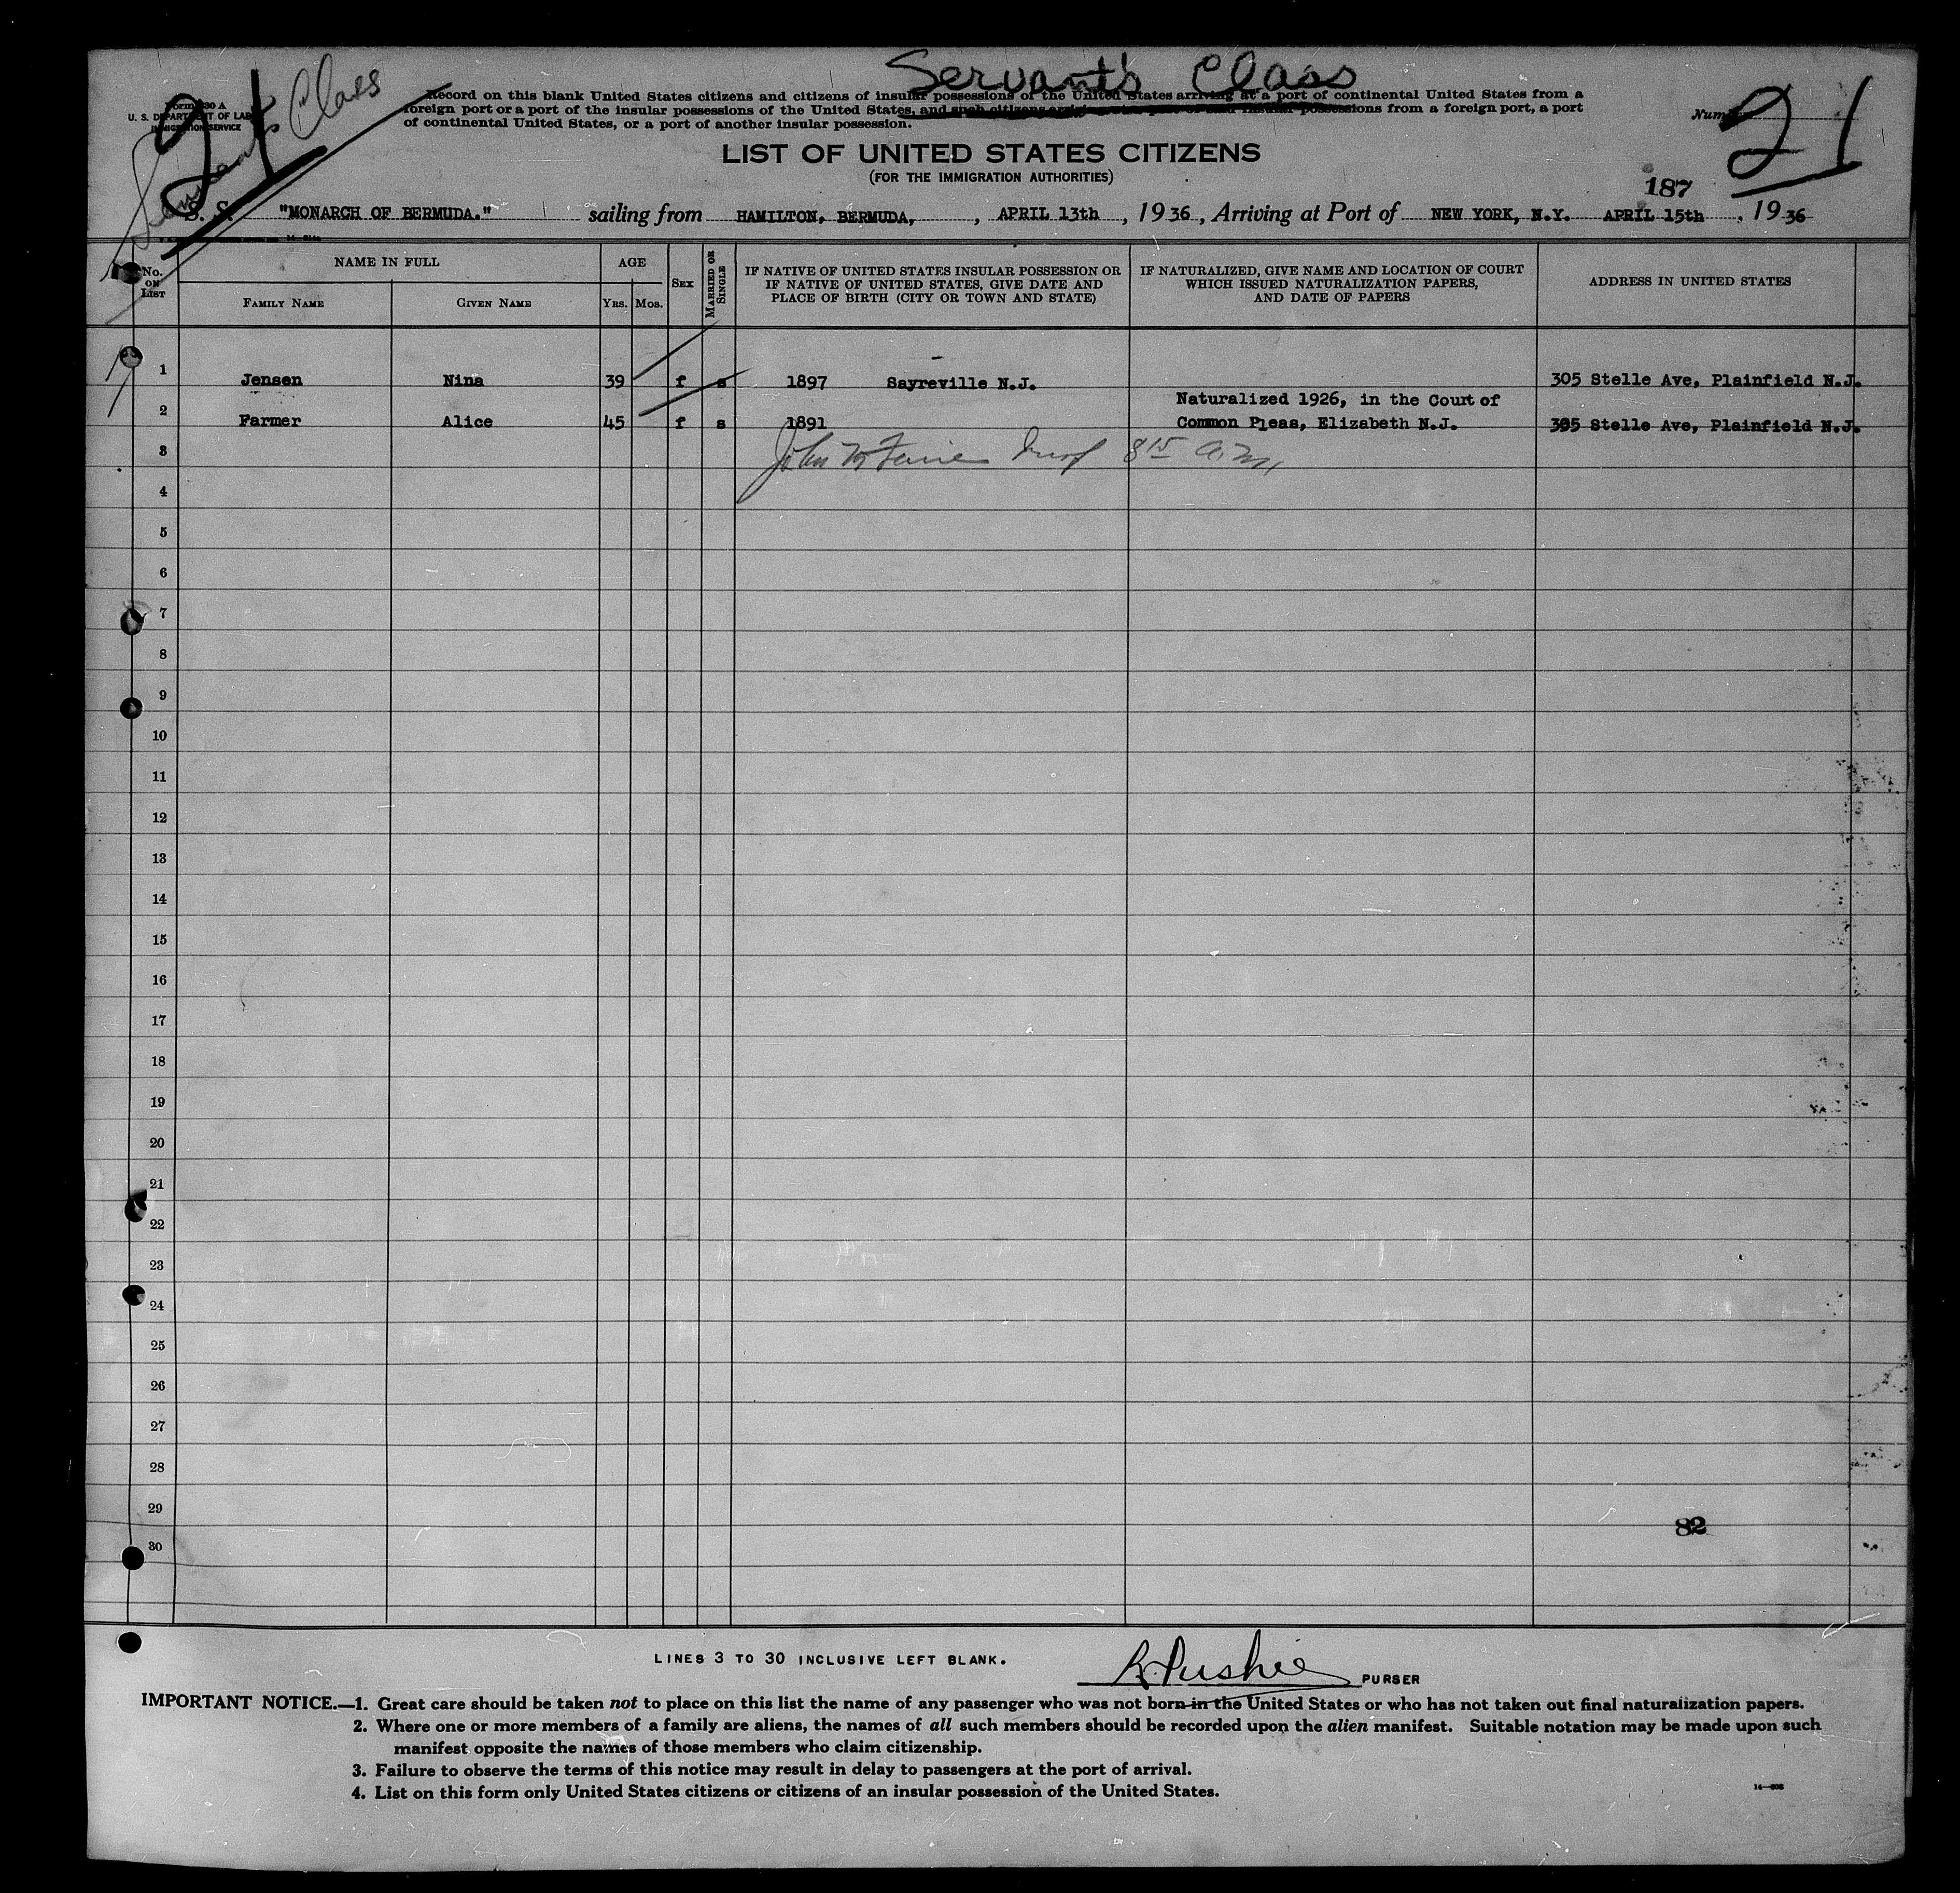 Servant's Class
Servant's Class
21
Form 630 A
U. S. DEPARTMENT OF LABOR
IMMIGRATION SERVICE
Record on this blank United States citizens and citizens of insular possessions of the United States arriving at a port of continental United States from a
foreign port or a port of the insular possessions of the United States, and such citizens arriving at a port of such insular possessions from a foreign port, a port
of continental United States, or a port of another insular possession.
Number
21
LIST OF UNITED STATES CITIZENS
(FOR THE IMMIGRATION AUTHORITIES)
187
S. S. "MONARCH OF BERMUDA." sailing from HAMILTON, BERMUDA, , APRIL 13th , 1936 , Arriving at Port of NEW YORK, N.Y. APRIL 15th , 1936
No. ON LIST
NAME IN FULL
FAMILY NAME GIVEN NAME
AGE
YRS. MOS.
SEX
MARRIED OR SINGLE
IF NATIVE OF UNITED STATES INSULAR POSSESSION OR
IF NATIVE OF UNITED STATES, GIVE DATE AND
PLACE OF BIRTH (CITY OR TOWN AND STATE)
IF NATURALIZED, GIVE NAME AND LOCATION OF COURT
WHICH ISSUED NATURALIZATION PAPERS,
AND DATE OF PAPERS
ADDRESS IN UNITED STATES
1 Jensen Nina 39 f s 1897 Sayreville N.J. 305 Stelle Ave, Plainfield N.J.
Naturalized 1926, in the Court of
2 Farmer Alice 45 f s 1891 Common Pleas, Elizabeth N.J. 305 Stelle Ave, Plainfield N.J.
3 John 8 15 A.M.
4
5
6
7
8
9
10
11
12
13
14
15
16
17
18
19
20
21
22
23
24
25
26
27
28
29
82
30
LINES 3 TO 30 INCLUSIVE LEFT BLANK.
PURSER
IMPORTANT NOTICE.—1. Great care should be taken not to place on this list the name of any passenger who was not born in the United States or who has not taken out final naturalization papers.
2. Where one or more members of a family are aliens, the names of all such members should be recorded upon the alien manifest. Suitable notation may be made upon such
manifest opposite the names of those members who claim citizenship.
3. Failure to observe the terms of this notice may result in delay to passengers at the port of arrival.
4. List on this form only United States citizens or citizens of an insular possession of the United States.